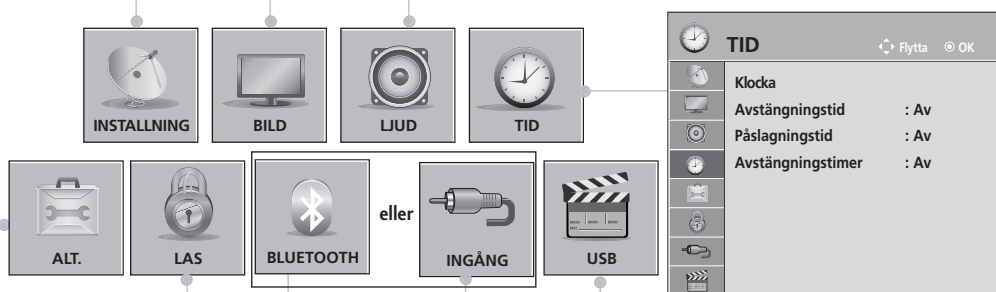 INSTALLNING
BILD
LJUD
TID
ALT.
LAS
BLUETOOTH
eller
INGÅNG
USB
TID
Flytta OK
Klocka
Avstängningstid : Av
Påslagningstid : Av
Avstängningstimer : Av